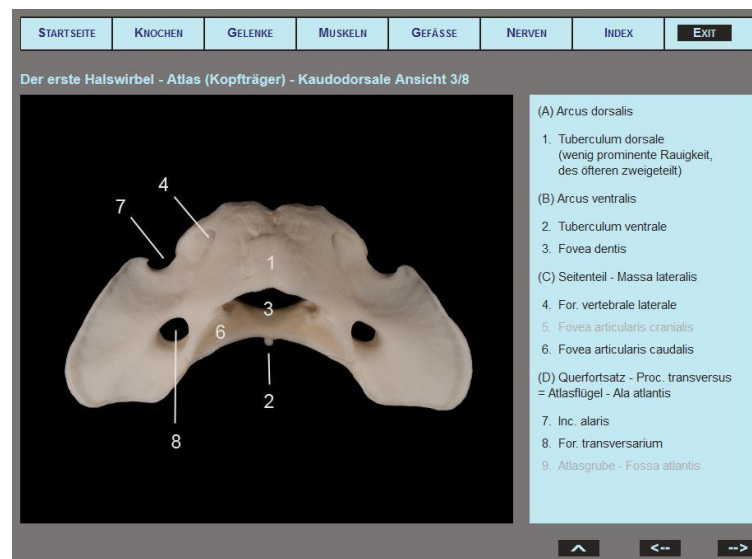 STARTSEITE KNOCHEN GELENKE MUSKELN GEFÄSSE NERVEN INDEX EXIT
Der erste Halswirbel - Atlas (Kopfträger) - Kaudodorsale Ansicht 3/8
4
7
1
3
6
2
8
(A) Arcus dorsalis
1. Tuberculum dorsale
(wenig prominente Rauigkeit,
des öfteren zweigeteilt)
(B) Arcus ventralis
2. Tuberculum ventrale
3. Fovea dentis
(C) Seitenteil - Massa lateralis
4. For. vertebrale laterale
5. Fovea articularis cranialis
6. Fovea articularis caudalis
(D) Querfortsatz - Proc. transversus
= Atlasflügel - Ala atlantis
7. Inc. alaris
8. For. transversarium
9. Atlasgrube - Fossa atlantis
^ <-- -->